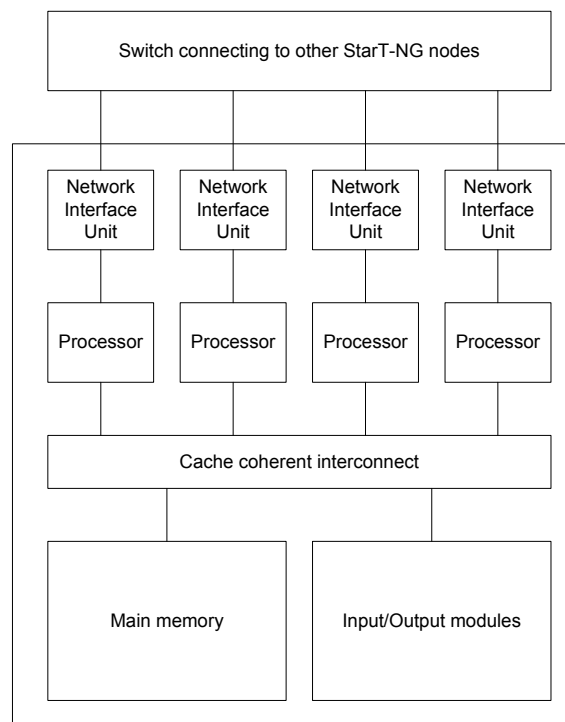 Switch connecting to other StarT-NG nodes
Network
Interface
Unit
Network
Interface
Unit
Network
Interface
Unit
Network
Interface
Unit
Processor
Processor
Processor
Processor
Cache coherent interconnect
Main memory
Input/Output modules